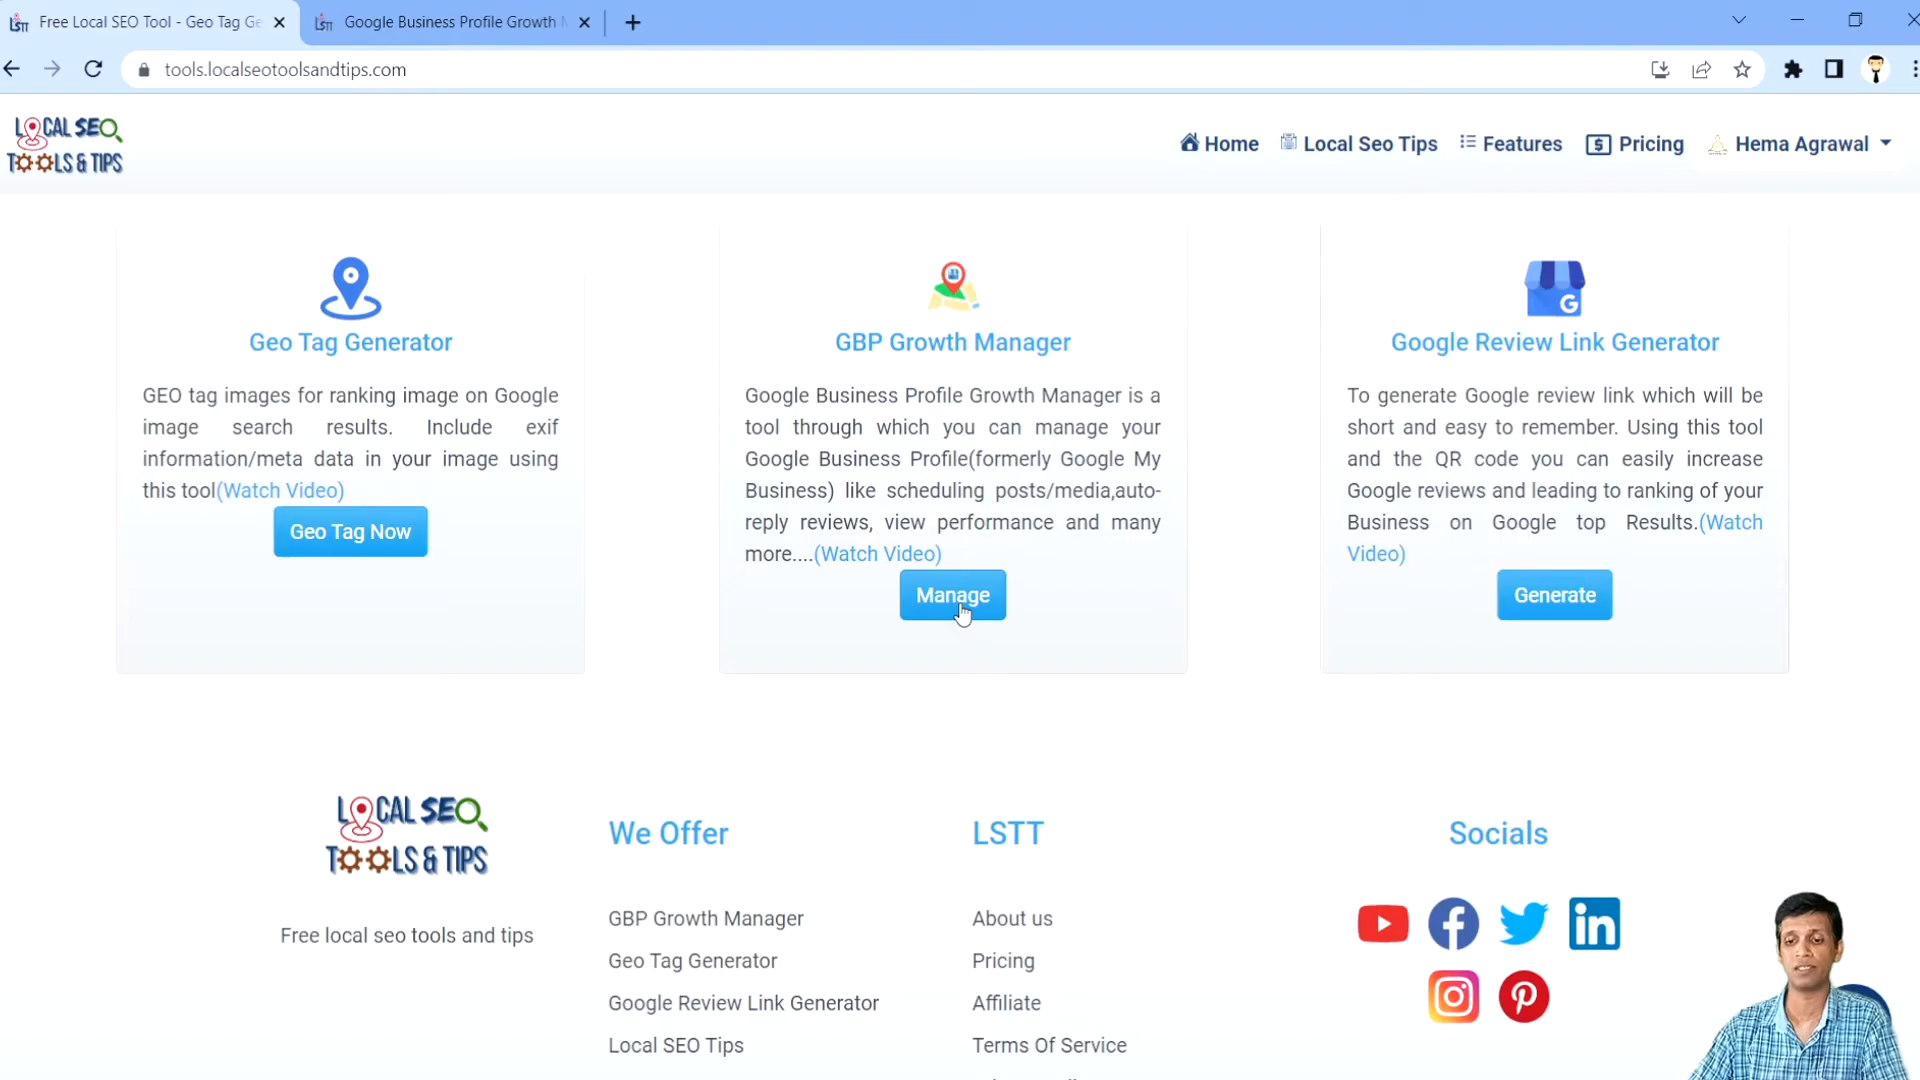 Free Local SEO Tool - Geo Tag Ge
Google Business Profile Growth M
tools.localseotoolsandtips.com
LOCAL SEO
TOOLS & TIPS
Home
Local Seo Tips
Features
Pricing
Hema Agrawal
Geo Tag Generator
GEO tag images for ranking image on Google
image search results. Include exif
information/meta data in your image using
this tool(Watch Video)
Geo Tag Now
GBP Growth Manager
Google Business Profile Growth Manager is a
tool through which you can manage your
Google Business Profile(formerly Google My
Business) like scheduling posts/media,auto-
reply reviews, view performance and many
more....(Watch Video)
Manage
Google Review Link Generator
To generate Google review link which will be
short and easy to remember. Using this tool
and the QR code you can easily increase
Google reviews and leading to ranking of your
Business on Google top Results.(Watch
Video)
Generate
LOCAL SEO
TOOLS & TIPS
Free local seo tools and tips
We Offer
GBP Growth Manager
Geo Tag Generator
Google Review Link Generator
Local SEO Tips
LSTT
About us
Pricing
Affiliate
Terms Of Service
Socials